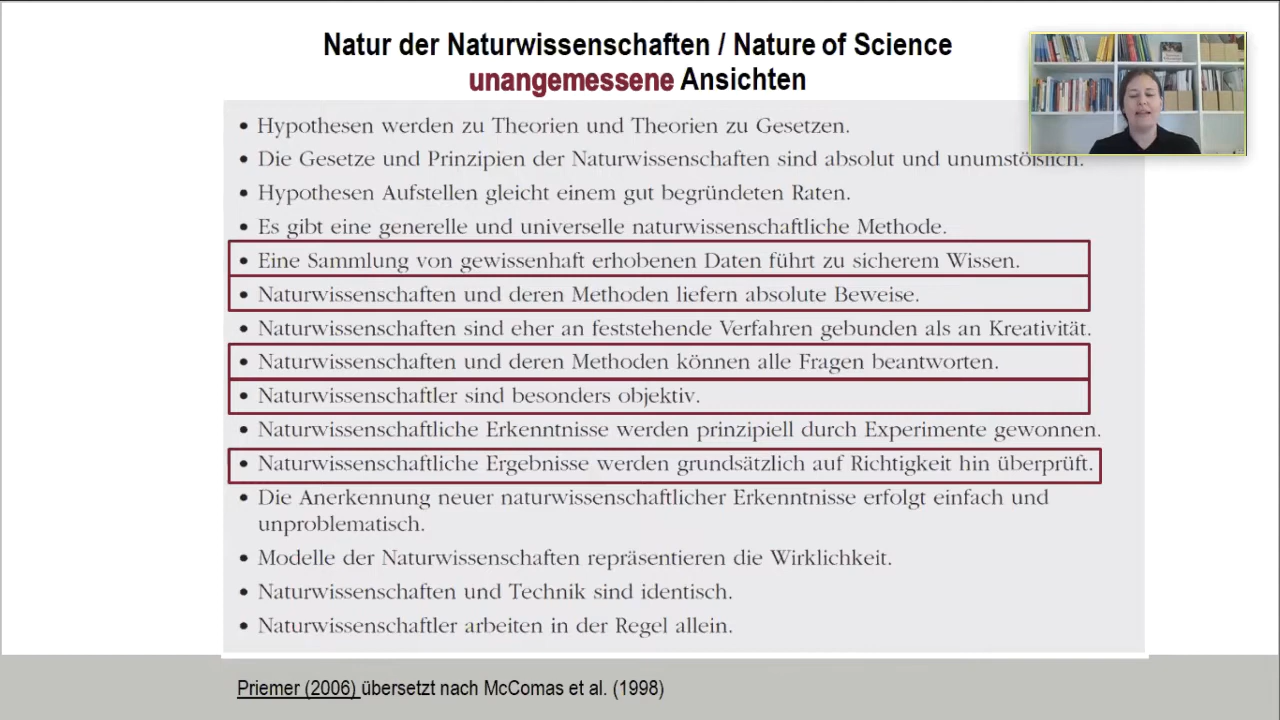 Natur der Naturwissenschaften / Nature of Science
unangemessene Ansichten
• Hypothesen werden zu Theorien und Theorien zu Gesetzen.
• Die Gesetze und Prinzipien der Naturwissenschaften sind absolut und unumstößlich.
• Hypothesen Aufstellen gleicht einem gut begründeten Raten.
• Es gibt eine generelle und universelle naturwissenschaftliche Methode.
• Eine Sammlung von gewissenhaft erhobenen Daten führt zu sicherem Wissen.
• Naturwissenschaften und deren Methoden liefern absolute Beweise.
• Naturwissenschaften sind eher an feststehende Verfahren gebunden als an Kreativität.
• Naturwissenschaften und deren Methoden können alle Fragen beantworten.
• Naturwissenschaftler sind besonders objektiv.
• Naturwissenschaftliche Erkenntnisse werden prinzipiell durch Experimente gewonnen.
• Naturwissenschaftliche Ergebnisse werden grundsätzlich auf Richtigkeit hin überprüft.
• Die Anerkennung neuer naturwissenschaftlicher Erkenntnisse erfolgt einfach und
unproblematisch.
• Modelle der Naturwissenschaften repräsentieren die Wirklichkeit.
• Naturwissenschaften und Technik sind identisch.
• Naturwissenschaftler arbeiten in der Regel allein.
Priemer (2006) übersetzt nach McComas et al. (1998)